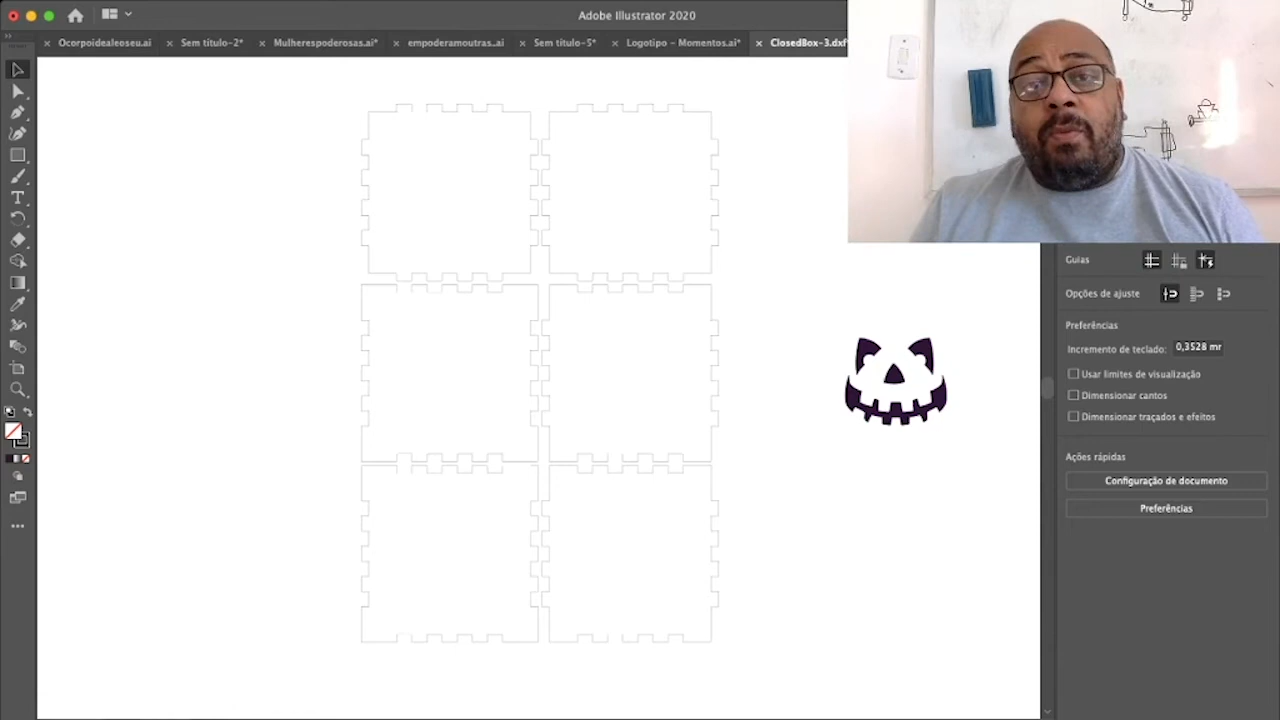 Adobe Illustrator 2020
Ocorpoidealeoseu.ai
Sem título-2*
Mulherespoderosas.ai*
empoderamoutras..ai
Sem título-5*
Logotipo – Momentos.ai*
ClosedBox-3.dxf*
Guias
Opções de ajuste
Preferências
Incremento de teclado: 0,3528 mr
Usar limites de visualização
Dimensionar cantos
Dimensionar traçados e efeitos
Ações rápidas
Configuração de documento
Preferências